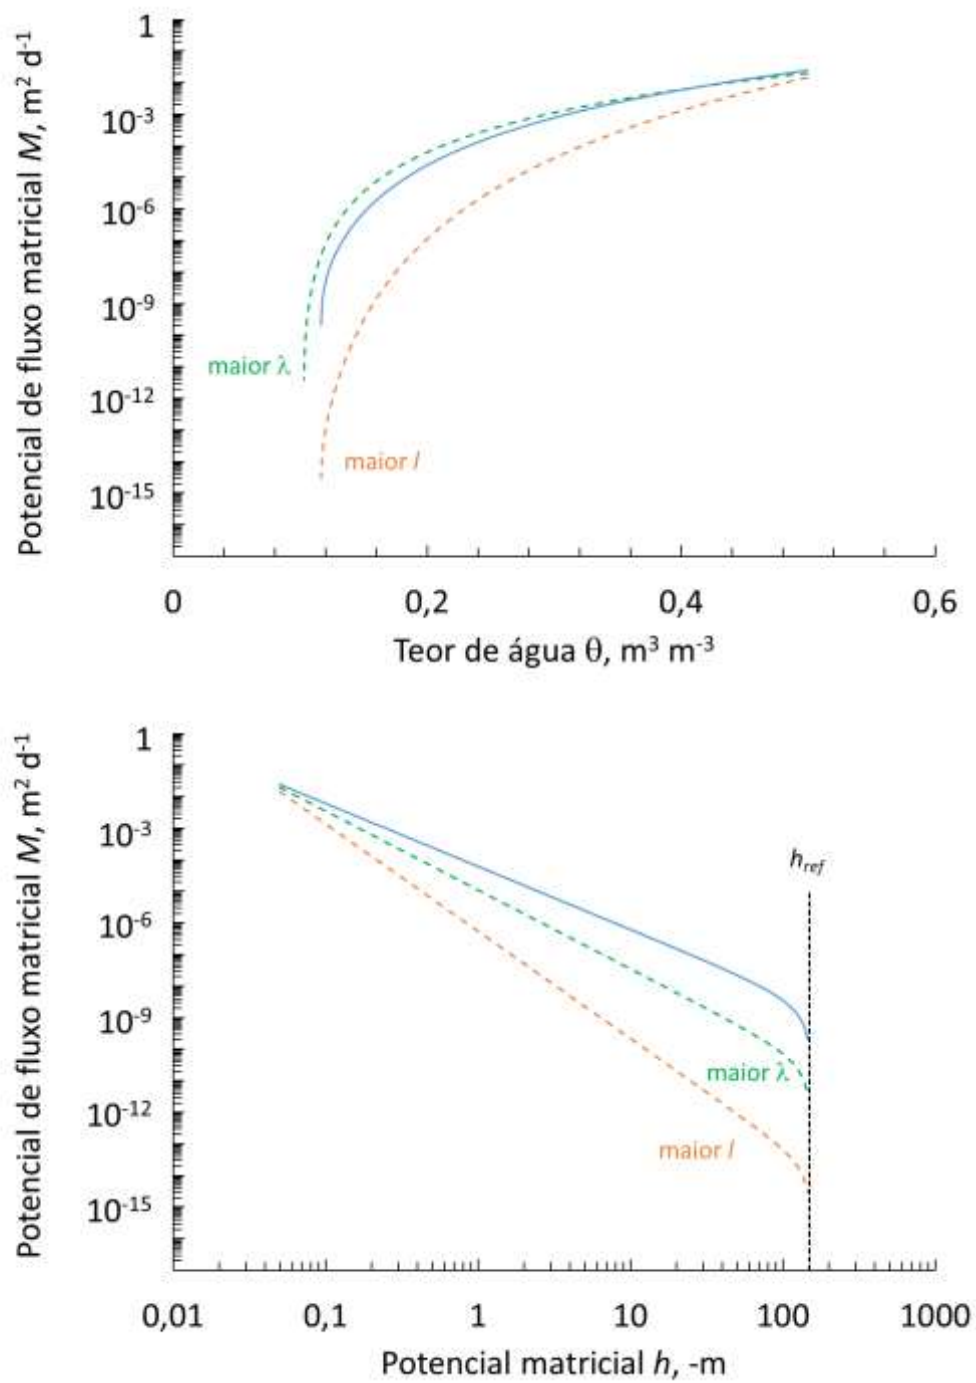 Potencial de fluxo matricial M, m² d⁻¹
1
10⁻³
10⁻⁶
10⁻⁹
10⁻¹²
10⁻¹⁵
maior λ
maior l
0
0,2
0,4
0,6
Teor de água θ, m³ m⁻³
Potencial de fluxo matricial M, m² d⁻¹
1
10⁻³
10⁻⁶
10⁻⁹
10⁻¹²
10⁻¹⁵
h_ref
maior λ
maior l
0,01
0,1
1
10
100
1000
Potencial matricial h, -m